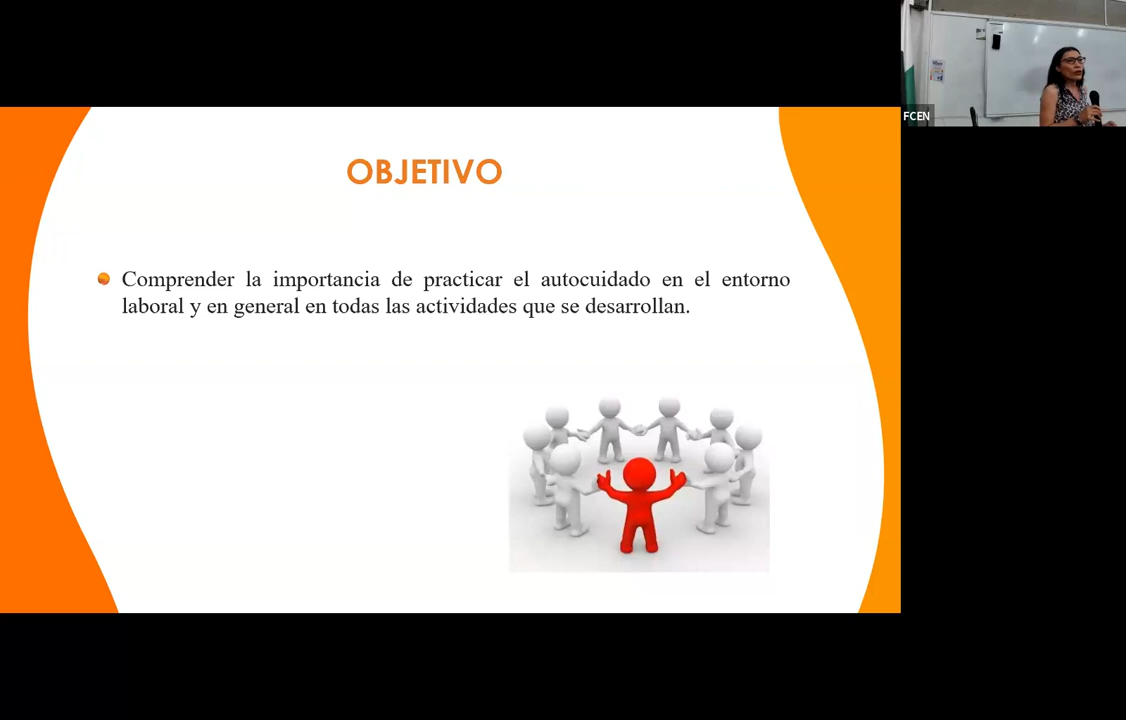 FCEN
OBJETIVO
Comprender la importancia de practicar el autocuidado en el entorno
laboral y en general en todas las actividades que se desarrollan.